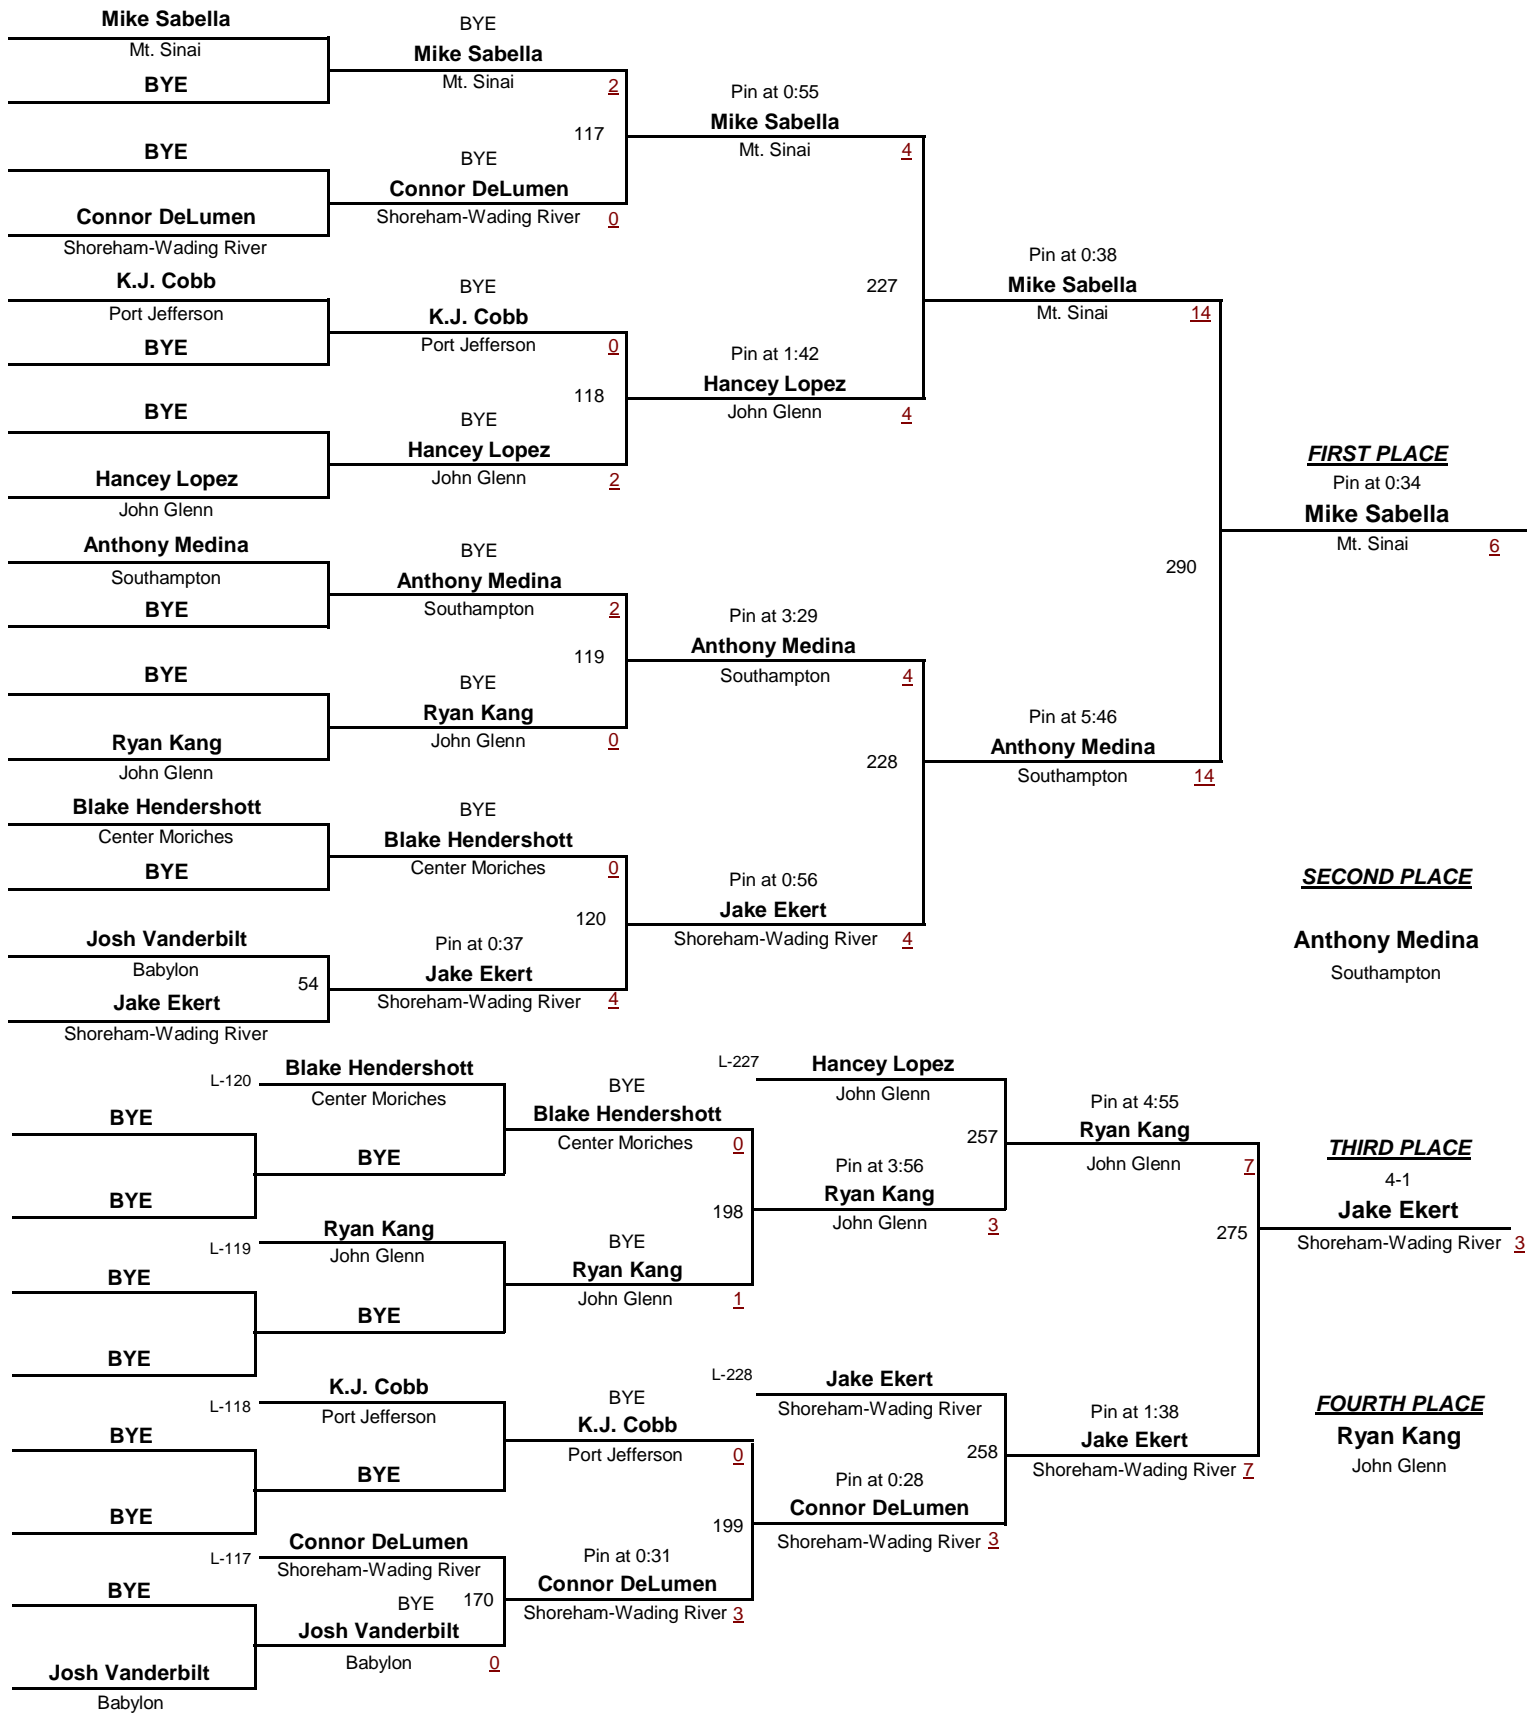 Mike Sabella
Mt. Sinai
BYE
BYE
Connor DeLumen
Shoreham-Wading River
K.J. Cobb
Port Jefferson
BYE
BYE
Hancey Lopez
John Glenn
Anthony Medina
Southampton
BYE
BYE
Ryan Kang
John Glenn
Blake Hendershott
Center Moriches
BYE
Josh Vanderbilt
Babylon
54
Jake Ekert
Shoreham-Wading River
BYE
Mike Sabella
Mt. Sinai 2
117
BYE
Connor DeLumen
Shoreham-Wading River 0
BYE
K.J. Cobb
Port Jefferson 0
118
BYE
Hancey Lopez
John Glenn 2
BYE
Anthony Medina
Southampton 2
119
BYE
Ryan Kang
John Glenn 0
BYE
Blake Hendershott
Center Moriches 0
120
Pin at 0:37
Jake Ekert
Shoreham-Wading River 4
Pin at 0:55
Mike Sabella
Mt. Sinai 4
227
Pin at 1:42
Hancey Lopez
John Glenn 4
Pin at 3:29
Anthony Medina
Southampton 4
228
Pin at 0:56
Jake Ekert
Shoreham-Wading River 4
Pin at 0:38
Mike Sabella
Mt. Sinai 14
290
Pin at 5:46
Anthony Medina
Southampton 14
FIRST PLACE
Pin at 0:34
Mike Sabella
Mt. Sinai 6
SECOND PLACE
Anthony Medina
Southampton
BYE
BYE
BYE
BYE
BYE
BYE
BYE
Josh Vanderbilt
Babylon
L-120
Blake Hendershott
Center Moriches
BYE
L-119
Ryan Kang
John Glenn
BYE
L-118
K.J. Cobb
Port Jefferson
BYE
L-117
Connor DeLumen
Shoreham-Wading River
BYE 170
Josh Vanderbilt
Babylon 0
BYE
Blake Hendershott
Center Moriches 0
198
BYE
Ryan Kang
John Glenn 1
BYE
K.J. Cobb
Port Jefferson 0
199
Pin at 0:31
Connor DeLumen
Shoreham-Wading River 3
L-227
Hancey Lopez
John Glenn
257
Pin at 3:56
Ryan Kang
John Glenn 3
L-228
Jake Ekert
Shoreham-Wading River
258
Pin at 0:28
Connor DeLumen
Shoreham-Wading River 3
Pin at 4:55
Ryan Kang
John Glenn 7
275
Pin at 1:38
Jake Ekert
Shoreham-Wading River 7
THIRD PLACE
4-1
Jake Ekert
Shoreham-Wading River 3
FOURTH PLACE
Ryan Kang
John Glenn